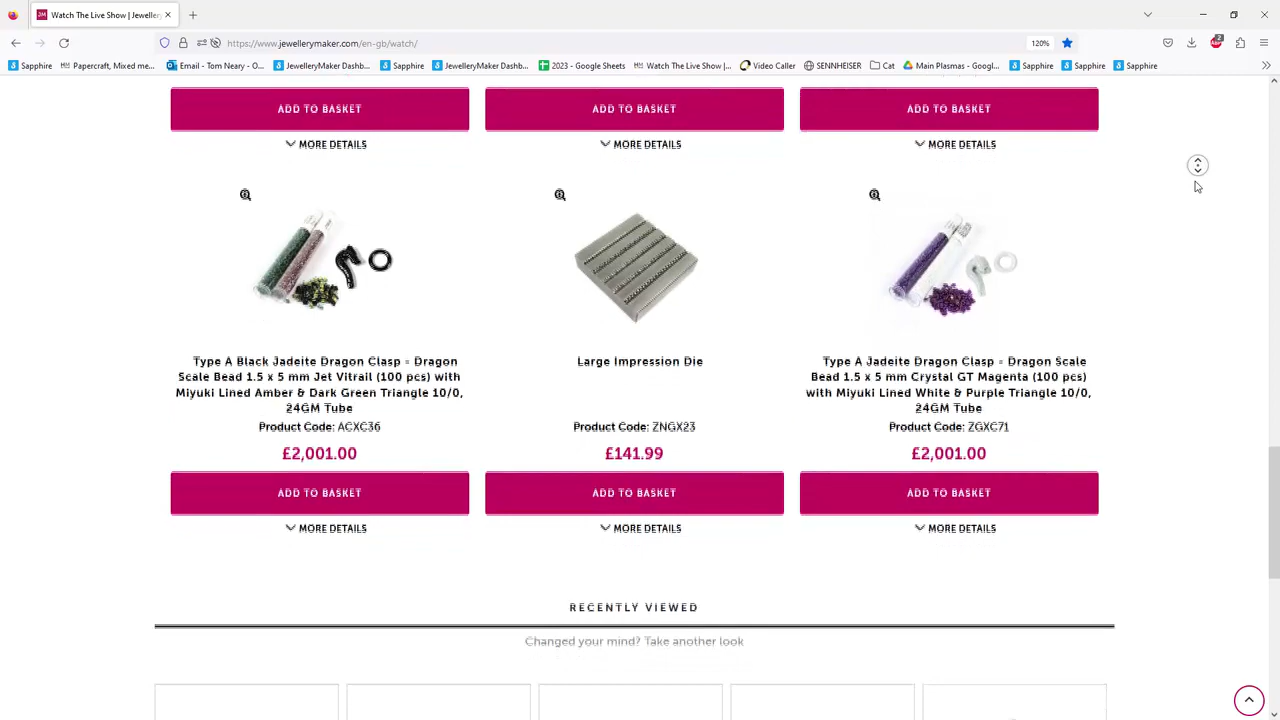 Watch The Live Show | Jeweller
https://www.jewellerymaker.com/en-gb/watch/
120%
2
Sapphire
Papercraft, Mixed me...
Email - Tom Neary - O...
JewelleryMaker Dashb...
Sapphire
JewelleryMaker Dashb...
2023 - Google Sheets
Watch The Live Show |...
Video Caller
SENNHEISER
Cat
Main Plasmas - Googl...
Sapphire
Sapphire
Sapphire
ADD TO BASKET
ADD TO BASKET
ADD TO BASKET
MORE DETAILS
MORE DETAILS
MORE DETAILS
Type A Black Jadeite Dragon Clasp = Dragon
Scale Bead 1.5 x 5 mm Jet Vitrail (100 pcs) with
Miyuki Lined Amber & Dark Green Triangle 10/0,
24GM Tube
Product Code: ACXC36
£2,001.00
ADD TO BASKET
MORE DETAILS
Large Impression Die
Product Code: ZNGX23
£141.99
ADD TO BASKET
MORE DETAILS
Type A Jadeite Dragon Clasp = Dragon Scale
Bead 1.5 x 5 mm Crystal GT Magenta (100 pcs)
with Miyuki Lined White & Purple Triangle 10/0,
24GM Tube
Product Code: ZGXC71
£2,001.00
ADD TO BASKET
MORE DETAILS
RECENTLY VIEWED
Changed your mind? Take another look